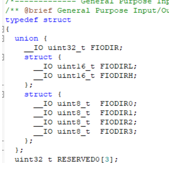 /*------------- General Purpose Inp
/** @brief General Purpose Input/Ou
typedef struct
{
union {
__IO uint32_t FIODIR;
struct {
__IO uint16_t FIODIRL;
__IO uint16_t FIODIRH;
};
struct {
__IO uint8_t FIODIR0;
__IO uint8_t FIODIR1;
__IO uint8_t FIODIR2;
__IO uint8_t FIODIR3;
};
};
uint32_t RESERVED0[3];